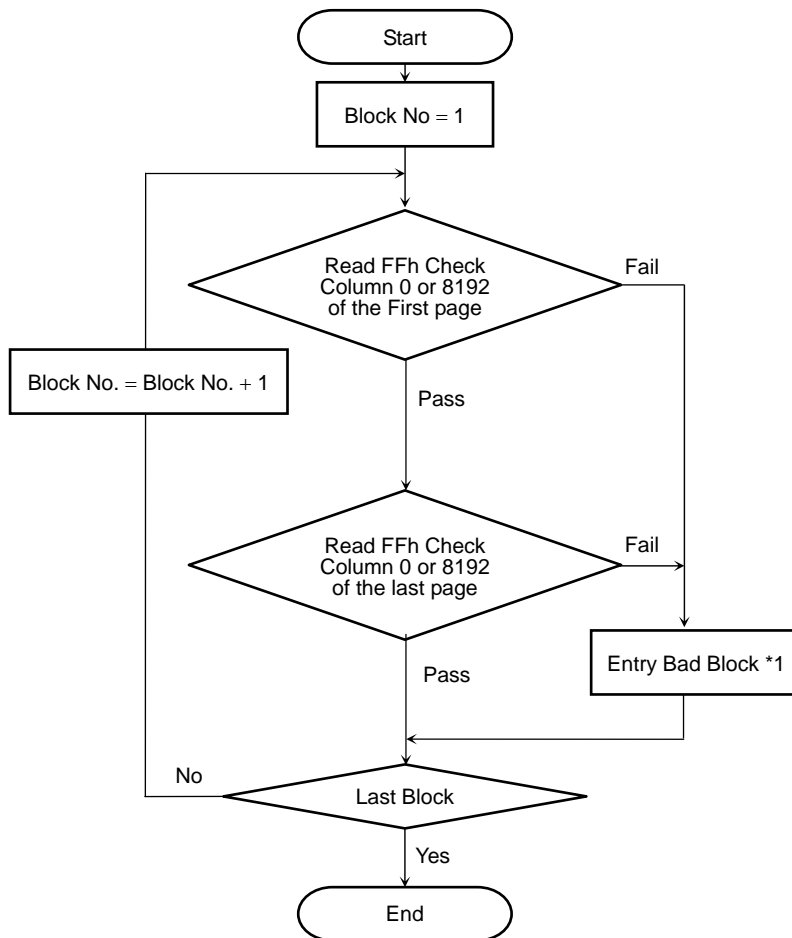 Start
Block No = 1
Read FFh Check
Column 0 or 8192
of the First page
Fail
Block No. = Block No. + 1
Pass
Read FFh Check
Column 0 or 8192
of the last page
Fail
Entry Bad Block *1
Pass
No
Last Block
Yes
End